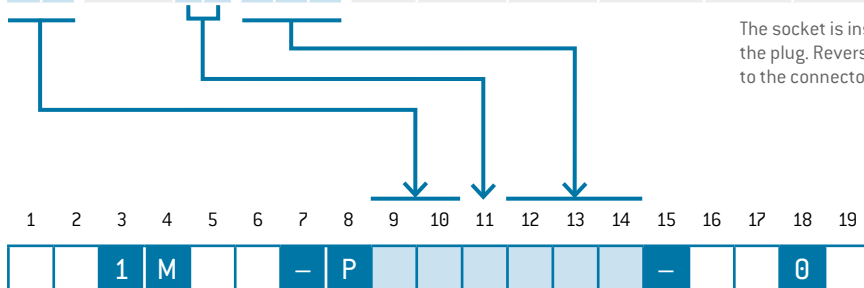 The socket is ins
the plug. Revers
to the connecto
1 2 3 4 5 6 7 8 9 10 11 12 13 14 15 16 17 18 19
1 M – P – 0